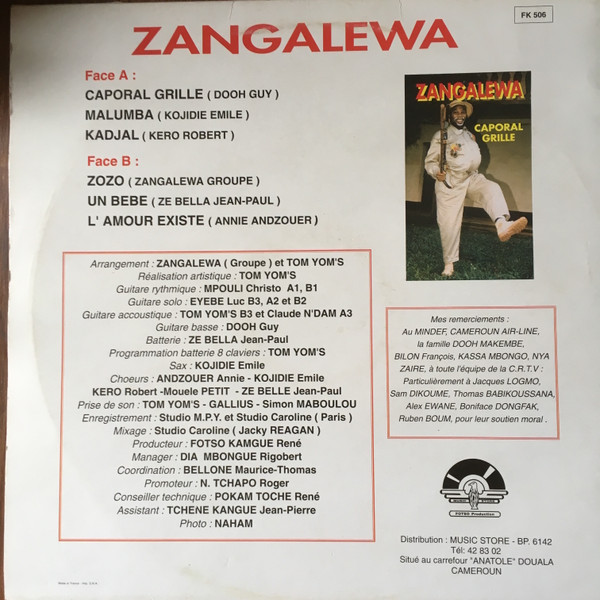 FK 506
ZANGALEWA
Face A :
CAPORAL GRILLE ( DOOH GUY )
MALUMBA ( KOJIDIE EMILE )
KADJAL ( KERO ROBERT )
Face B :
ZOZO ( ZANGALEWA GROUPE )
UN BEBE ( ZE BELLA JEAN-PAUL )
L' AMOUR EXISTE ( ANNIE ANDZOUER )
ZANGALEWA
CAPORAL
GRILLE
Arrangement : ZANGALEWA ( Groupe ) et TOM YOM'S
Réalisation artistique : TOM YOM'S
Guitare rythmique : MPOULI Christo A1, B1
Guitare solo : EYEBE Luc B3, A2 et B2
Guitare accoustique : TOM YOM'S B3 et Claude N'DAM A3
Guitare basse : DOOH Guy
Batterie : ZE BELLA Jean-Paul
Programmation batterie 8 claviers : TOM YOM'S
Sax : KOJIDIE Emile
Choeurs : ANDZOUER Annie - KOJIDIE Emile
KERO Robert -Mouele PETIT - ZE BELLE Jean-Paul
Prise de son : TOM YOM'S - GALLIUS - Simon MABOULOU
Enregistrement : Studio M.P.Y. et Studio Caroline ( Paris )
Mixage : Studio Caroline ( Jacky REAGAN )
Producteur : FOTSO KAMGUE René
Manager : DIA MBONGUE Rigobert
Coordination : BELLONE Maurice-Thomas
Promoteur : N. TCHAPO Roger
Conseiller technique : POKAM TOCHE René
Assistant : TCHENE KANGUE Jean-Pierre
Photo : NAHAM
Mes remerciements :
Au MINDEF, CAMEROUN AIR-LINE,
la famille DOOH MAKEMBE,
BILON François, KASSA MBONGO, NYA
ZAIRE, à toute l'équipe de la C.R.T.V :
Particulièrement à Jacques LOGMO,
Sam DIKOUME, Thomas BABIKOUSSANA,
Alex EWANE, Boniface DONGFAK,
Ruben BOUM, pour leur soutien moral .
FOTSO Production
Distribution : MUSIC STORE - BP. 6142
Tél: 42 83 02
Situé au carrefour "ANATOLE" DOUALA
CAMEROUN